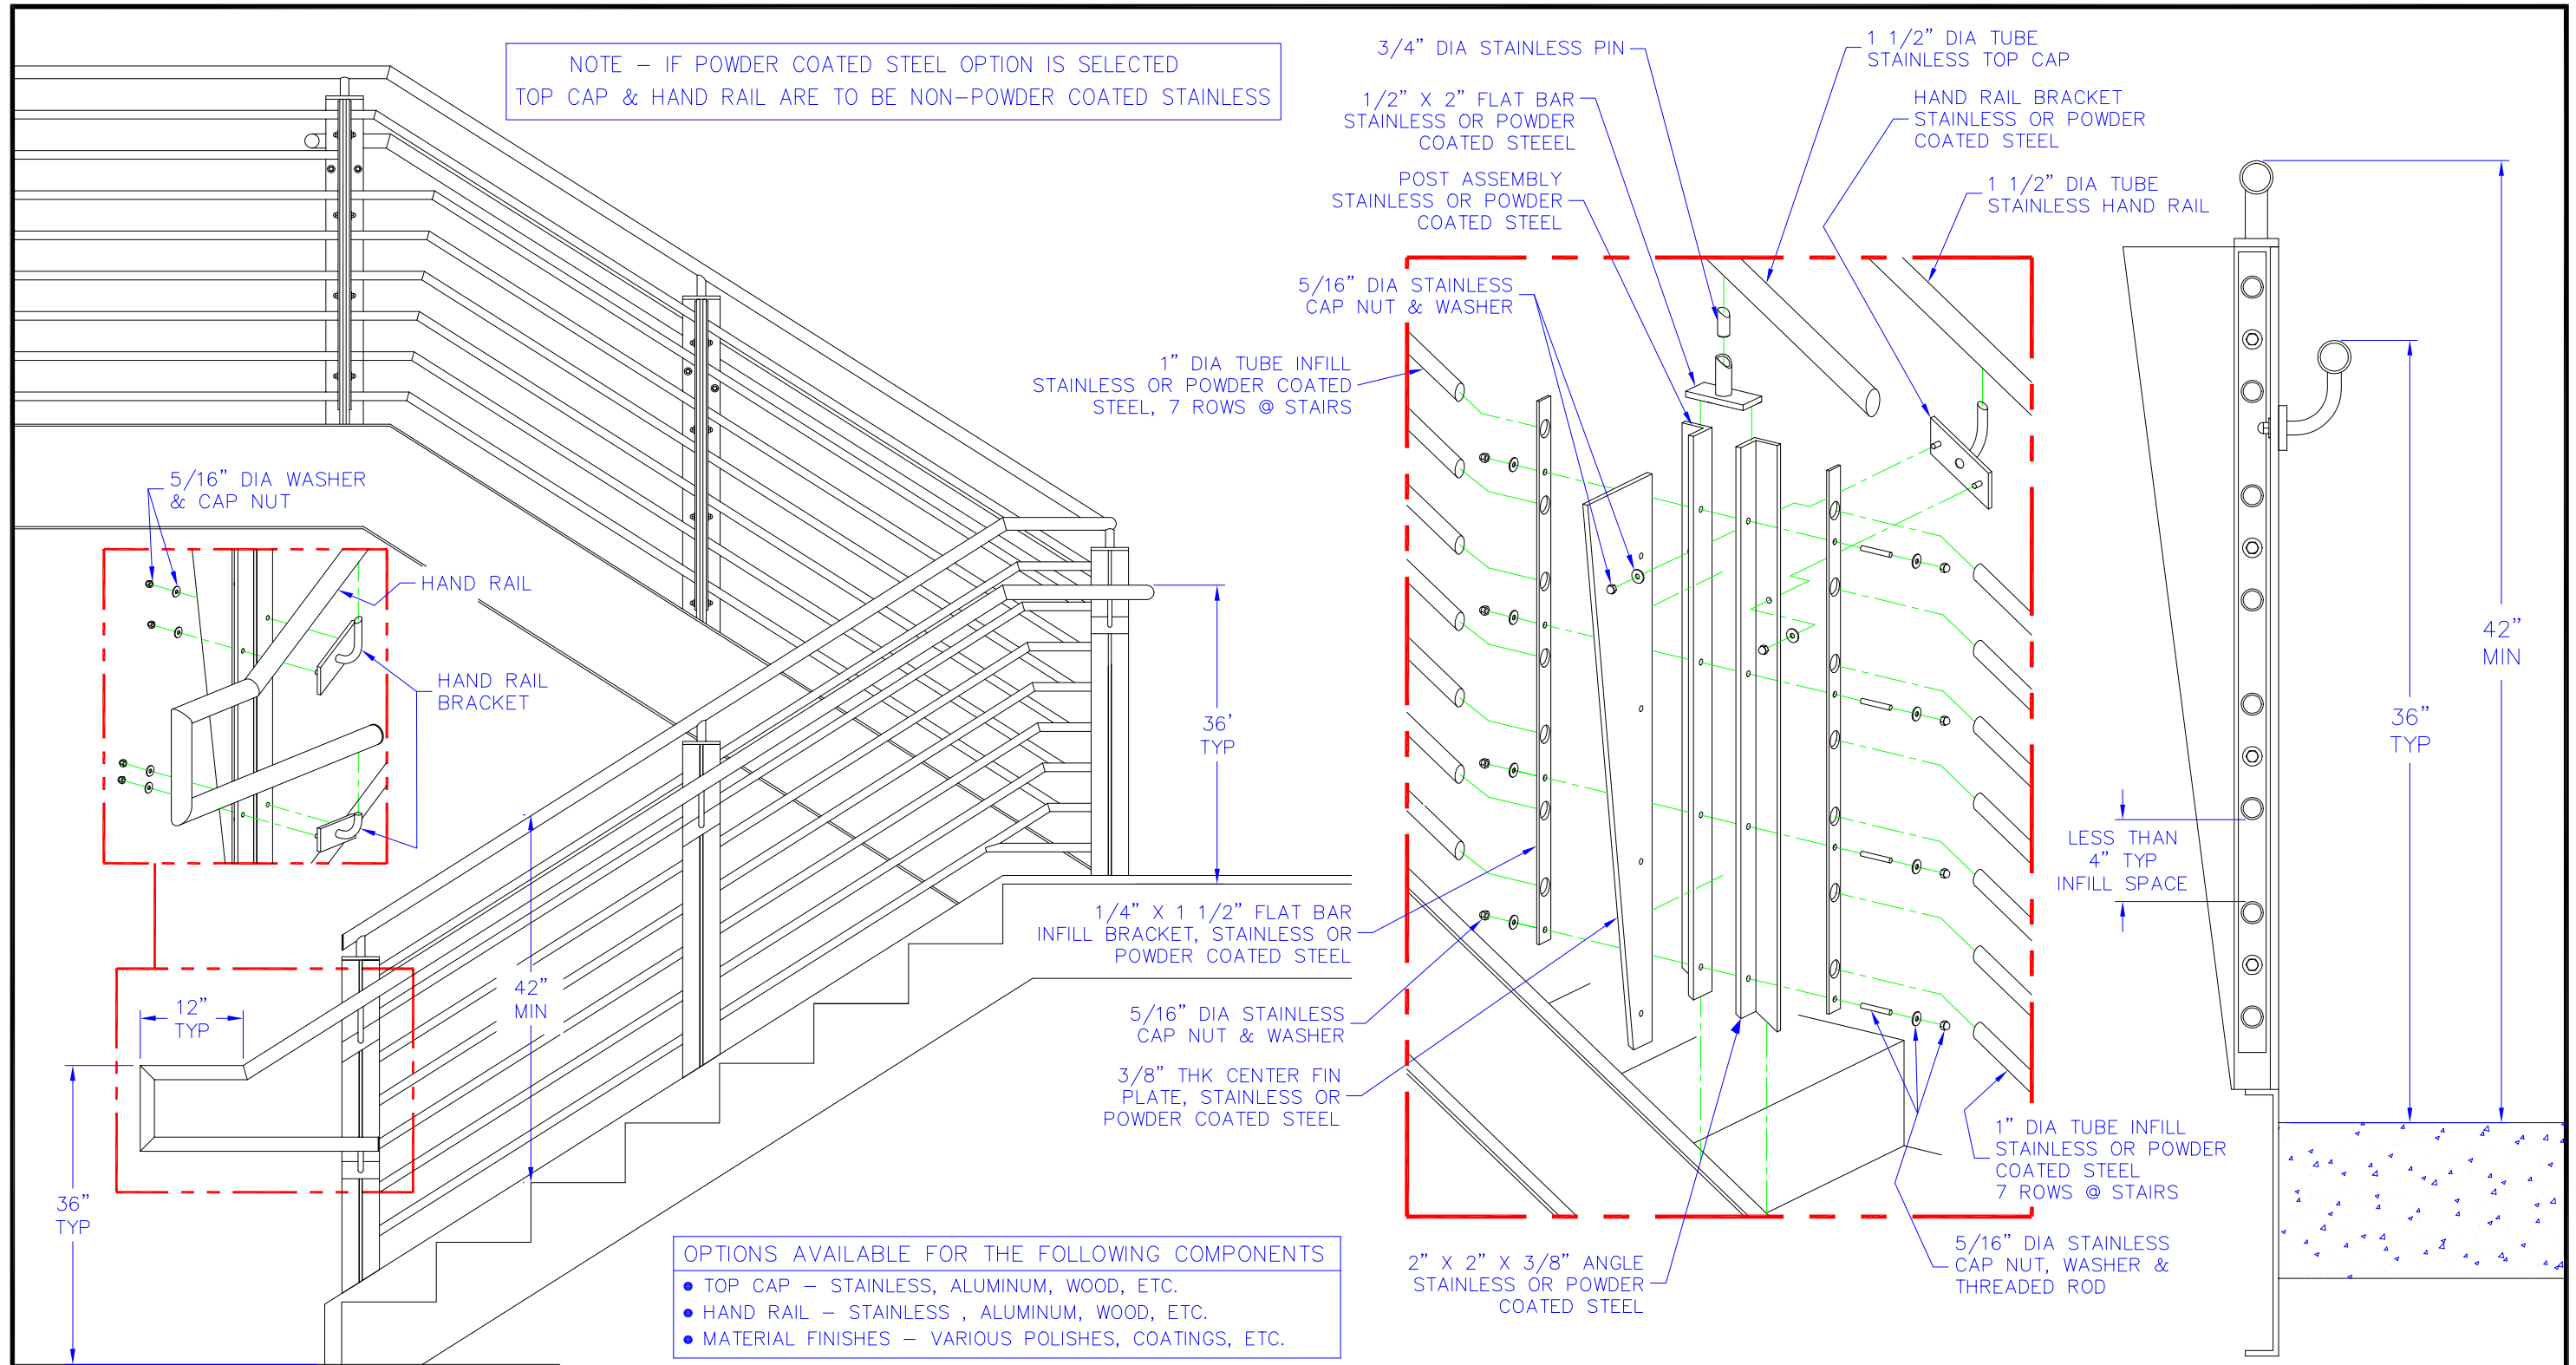 NOTE – IF POWDER COATED STEEL OPTION IS SELECTED
TOP CAP & HAND RAIL ARE TO BE NON–POWDER COATED STAINLESS
5/16" DIA WASHER
& CAP NUT
HAND RAIL
HAND RAIL
BRACKET
12"
TYP
36"
TYP
42"
MIN
36'
TYP
OPTIONS AVAILABLE FOR THE FOLLOWING COMPONENTS
● TOP CAP – STAINLESS, ALUMINUM, WOOD, ETC.
● HAND RAIL – STAINLESS , ALUMINUM, WOOD, ETC.
● MATERIAL FINISHES – VARIOUS POLISHES, COATINGS, ETC.
3/4" DIA STAINLESS PIN
1/2" X 2" FLAT BAR
STAINLESS OR POWDER
COATED STEEEL
POST ASSEMBLY
STAINLESS OR POWDER
COATED STEEL
5/16" DIA STAINLESS
CAP NUT & WASHER
1" DIA TUBE INFILL
STAINLESS OR POWDER COATED
STEEL, 7 ROWS @ STAIRS
1/4" X 1 1/2" FLAT BAR
INFILL BRACKET, STAINLESS OR
POWDER COATED STEEL
5/16" DIA STAINLESS
CAP NUT & WASHER
3/8" THK CENTER FIN
PLATE, STAINLESS OR
POWDER COATED STEEL
2" X 2" X 3/8" ANGLE
STAINLESS OR POWDER
COATED STEEL
1 1/2" DIA TUBE
STAINLESS TOP CAP
HAND RAIL BRACKET
STAINLESS OR POWDER
COATED STEEL
1 1/2" DIA TUBE
STAINLESS HAND RAIL
1" DIA TUBE INFILL
STAINLESS OR POWDER
COATED STEEL
7 ROWS @ STAIRS
5/16" DIA STAINLESS
CAP NUT, WASHER &
THREADED ROD
LESS THAN
4" TYP
INFILL SPACE
36"
TYP
42"
MIN